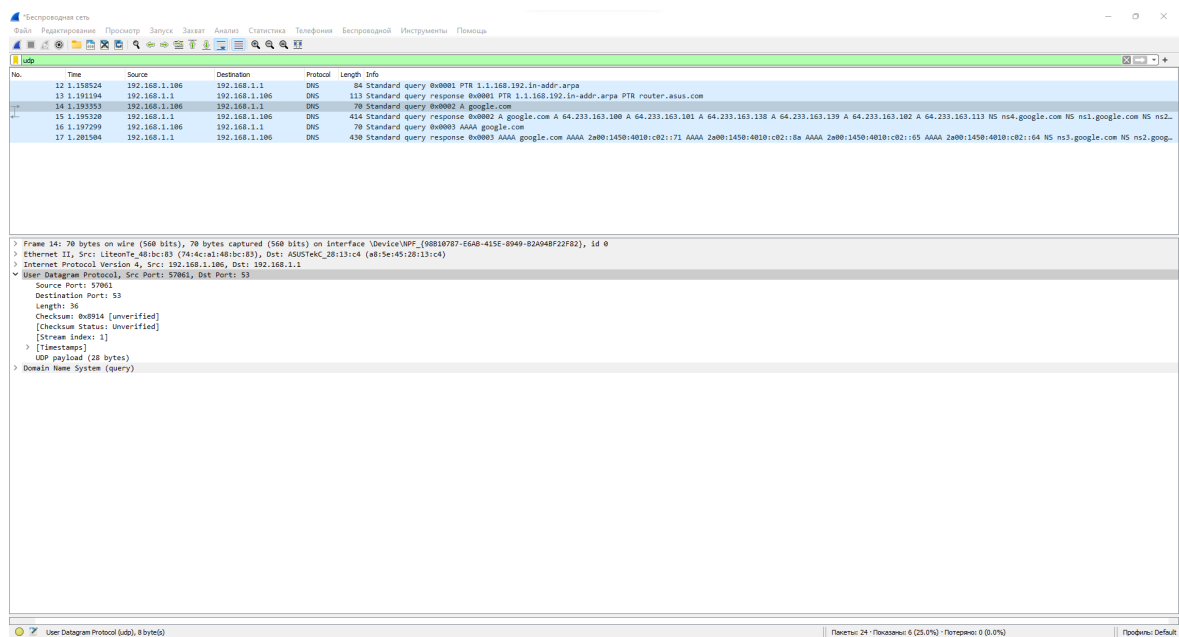 *Беспроводная сеть
Файл Редактирование Просмотр Запуск Захват Анализ Статистика Телефония Беспроводной Инструменты Помощь
udp
No. Time Source Destination Protocol Length Info
12 1.158524 192.168.1.106 192.168.1.1 DNS 84 Standard query 0x0001 PTR 1.1.168.192.in-addr.arpa
13 1.191194 192.168.1.1 192.168.1.106 DNS 113 Standard query response 0x0001 PTR 1.1.168.192.in-addr.arpa PTR router.asus.com
14 1.193353 192.168.1.106 192.168.1.1 DNS 70 Standard query 0x0002 A google.com
15 1.195320 192.168.1.1 192.168.1.106 DNS 414 Standard query response 0x0002 A google.com A 64.233.163.100 A 64.233.163.101 A 64.233.163.138 A 64.233.163.139 A 64.233.163.102 A 64.233.163.113 NS ns4.google.com NS ns1.google.com NS ns2…
16 1.197299 192.168.1.106 192.168.1.1 DNS 70 Standard query 0x0003 AAAA google.com
17 1.201504 192.168.1.1 192.168.1.106 DNS 430 Standard query response 0x0003 AAAA google.com AAAA 2a00:1450:4010:c02::71 AAAA 2a00:1450:4010:c02::8a AAAA 2a00:1450:4010:c02::65 AAAA 2a00:1450:4010:c02::64 NS ns3.google.com NS ns2.goog…
Frame 14: 70 bytes on wire (560 bits), 70 bytes captured (560 bits) on interface \Device\NPF_{98B10787-E6AB-415E-8949-B2A94BF22F82}, id 0
Ethernet II, Src: LiteonTe_48:bc:83 (74:4c:a1:48:bc:83), Dst: ASUSTekC_28:13:c4 (a8:5e:45:28:13:c4)
Internet Protocol Version 4, Src: 192.168.1.106, Dst: 192.168.1.1
User Datagram Protocol, Src Port: 57061, Dst Port: 53
Source Port: 57061
Destination Port: 53
Length: 36
Checksum: 0x8914 [unverified]
[Checksum Status: Unverified]
[Stream index: 1]
[Timestamps]
UDP payload (28 bytes)
Domain Name System (query)
User Datagram Protocol (udp), 8 byte(s) Пакеты: 24 · Показаны: 6 (25.0%) · Потеряно: 0 (0.0%) Профиль: Default